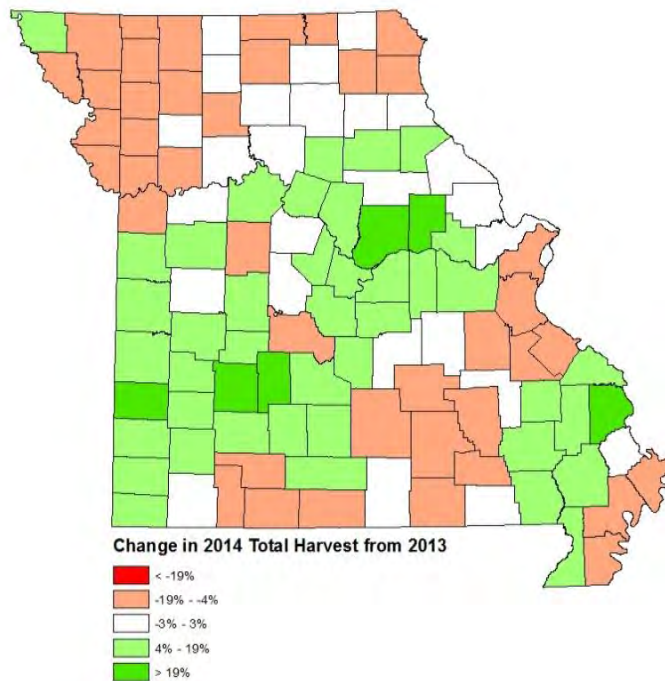 Change in 2014 Total Harvest from 2013
< -19%
-19% - -4%
-3% - 3%
4% - 19%
> 19%